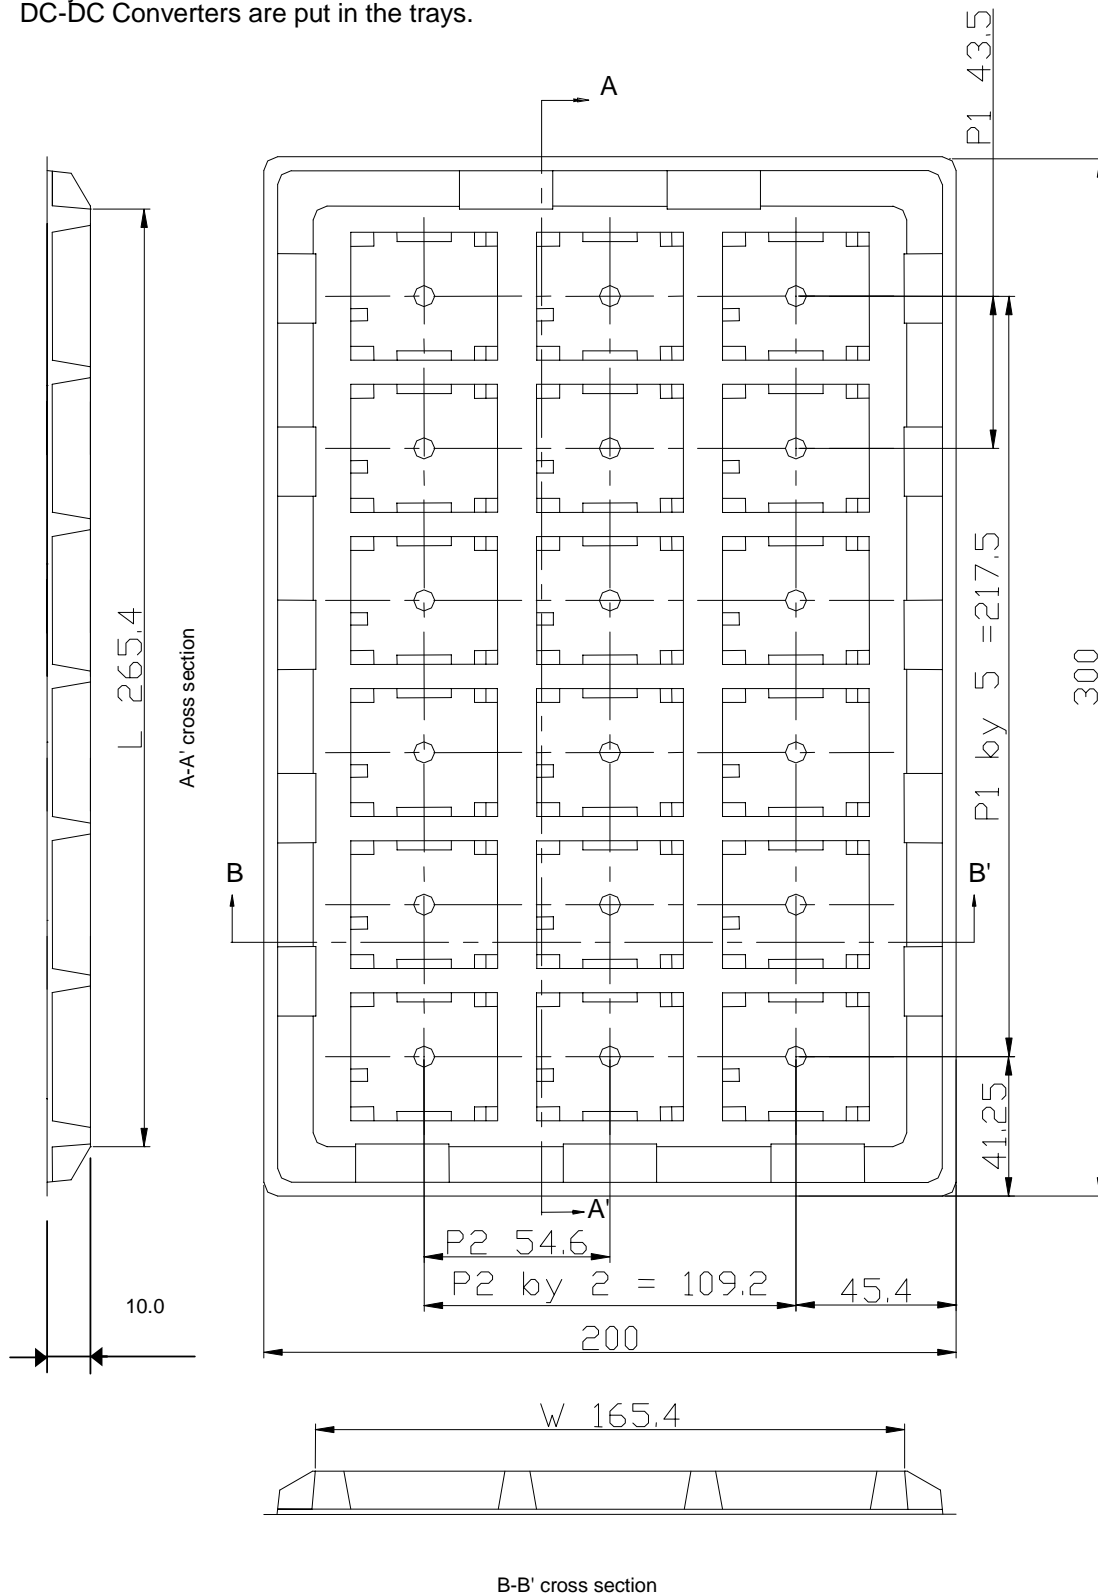 DC-DC Converters are put in the trays.
A
P1 43.5
L 265.4
A-A' cross section
P1 by 5 =217.5
300
B
B'
41.25
A'
P2 54.6
P2 by 2 = 109.2
45.4
10.0
200
W 165.4
B-B' cross section